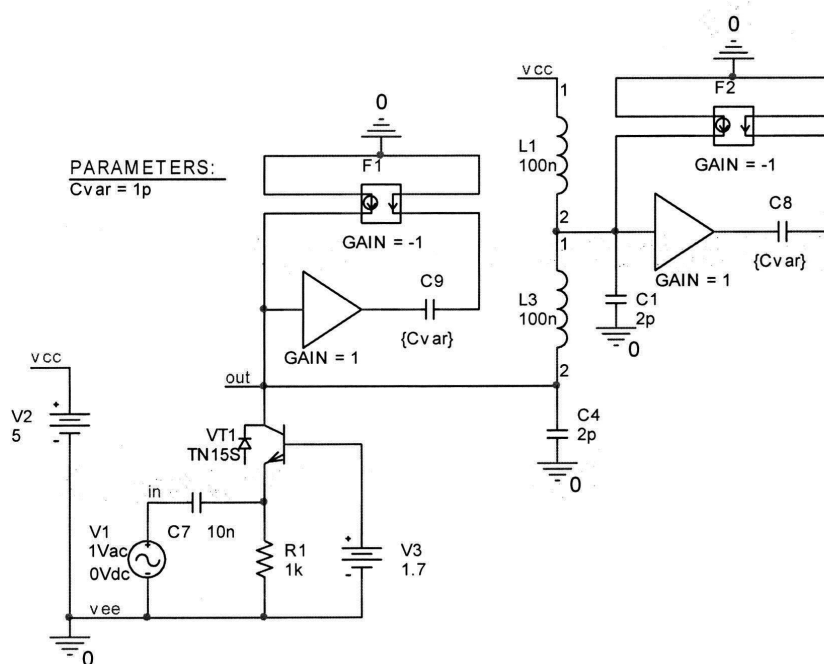 0
0
vcc
1
F2
F1
PARAMETERS:
Cvar = 1p
L1
100n
GAIN = -1
2
C8
GAIN = -1
1
C9
{Cvar}
GAIN = 1
C1
2p
L3
100n
0
{Cvar}
GAIN = 1
vcc
out
2
V2
5
VT1
TN15S
C4
2p
0
in
V1
1Vac
0Vdc
C7
10n
R1
1k
V3
1.7
vee
0